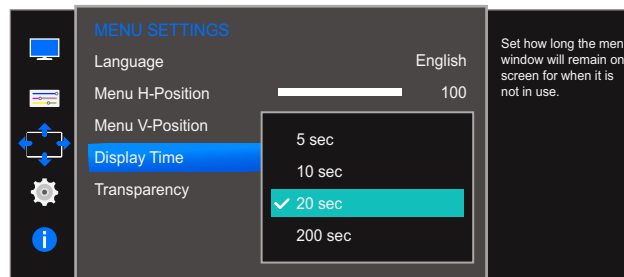 MENU SETTINGS
Language English
Menu H-Position 100
Menu V-Position
Display Time
Transparency
5 sec
10 sec
20 sec
200 sec
Set how long the men
window will remain on
screen for when it is
not in use.
i